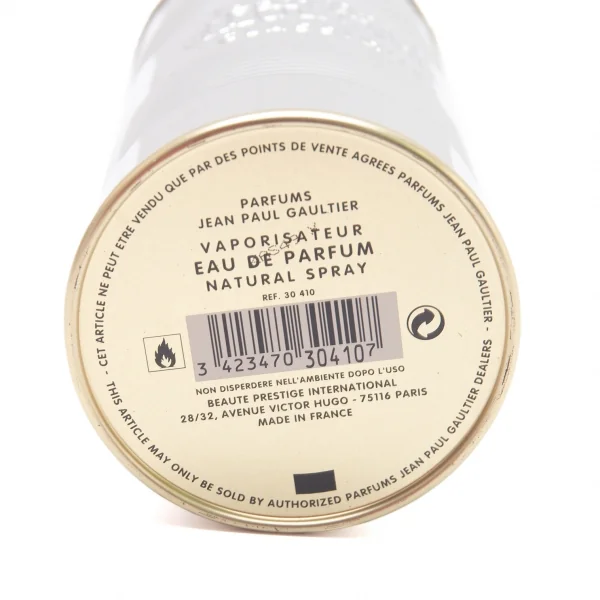 - CET ARTICLE NE PEUT ETRE VENDU QUE PAR DES POINTS DE VENTE AGREES PARFUMS JEAN PAUL GAULTIER -
PARFUMS
JEAN PAUL GAULTIER
VAPORISATEUR
EAU DE PARFUM
NATURAL SPRAY
REF. 30 410
3 423470 304107
NON DISPERDERE NELL'AMBIENTE DOPO L'USO
BEAUTE PRESTIGE INTERNATIONAL
28/32, AVENUE VICTOR HUGO - 75116 PARIS
MADE IN FRANCE
THIS ARTICLE MAY ONLY BE SOLD BY AUTHORIZED PARFUMS JEAN PAUL GAULTIER DEALERS